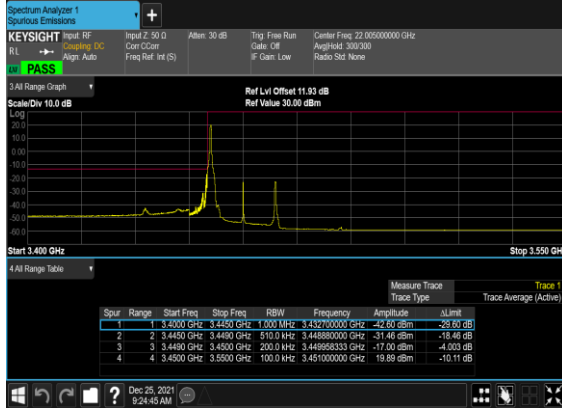 Spectrum Analyzer 1
Spurious Emissions
+
KEYSIGHT Input: RF Input Z: 50 Ω Atten: 30 dB Trig: Free Run Center Freq: 22.005000000 GHz
RL Coupling: DC Corr CCorr Gate: Off Avg|Hold: 300/300
Align: Auto Freq Ref: Int (S) IF Gain: Low Radio Std: None
PASS
3 All Range Graph
Ref Lvl Offset 11.93 dB
Scale/Div 10.0 dB Ref Value 30.00 dBm
Log
20.0
10.0
0.00
-10.0
-20.0
-30.0
-40.0
-50.0
-60.0
Start 3.400 GHz Stop 3.550 GH
4 All Range Table
Measure Trace Trace 1
Trace Type Trace Average (Active)
Spur Range Start Freq Stop Freq RBW Frequency Amplitude ΔLimit
1 1 3.4000 GHz 3.4450 GHz 1.000 MHz 3.432700000 GHz -42.60 dBm -29.60 dB
2 2 3.4450 GHz 3.4490 GHz 510.0 kHz 3.448880000 GHz -31.46 dBm -18.46 dB
3 3 3.4490 GHz 3.4500 GHz 200.0 kHz 3.449958333 GHz -17.00 dBm -4.003 dB
4 4 3.4500 GHz 3.5500 GHz 100.0 kHz 3.451000000 GHz 19.89 dBm -10.11 dB
? Dec 25, 2021
9:24:45 AM